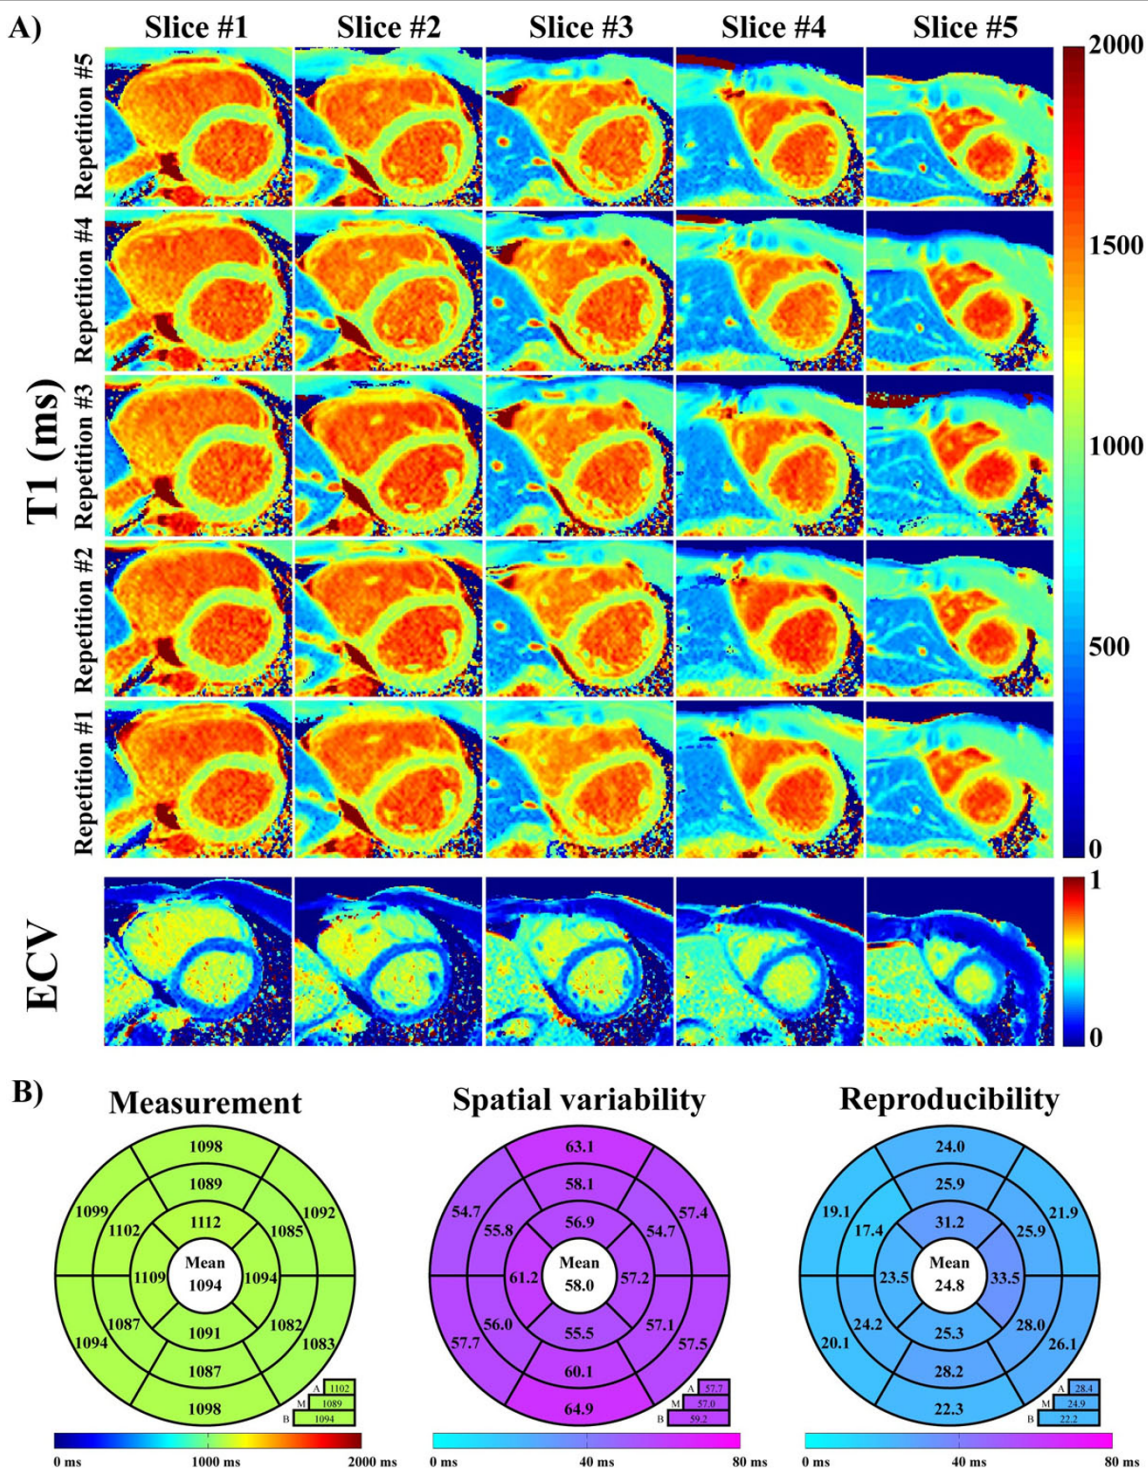 A)
Slice #1 Slice #2 Slice #3 Slice #4 Slice #5
T1 (ms)
Repetition #5
Repetition #4
Repetition #3
Repetition #2
Repetition #1
2000
1500
1000
500
0
ECV
1
0
B)
Measurement
1098
1089
1112
1099
1102
1092
1085
Mean
1094
1109
1094
1094
1087
1082
1083
1091
1087
1098
A 1102
M 1089
B 1094
0 ms 1000 ms 2000 ms
Spatial variability
63.1
58.1
56.9
54.7
55.8
57.4
54.7
Mean
58.0
61.2
57.2
57.7
56.0
57.1
57.5
55.5
60.1
64.9
A 57.7
M 57.0
B 59.2
0 ms 40 ms 80 ms
Reproducibility
24.0
25.9
31.2
19.1
17.4
21.9
25.9
Mean
24.8
23.5
33.5
20.1
24.2
28.0
26.1
25.3
28.2
22.3
A 28.4
M 24.9
B 22.2
0 ms 40 ms 80 ms